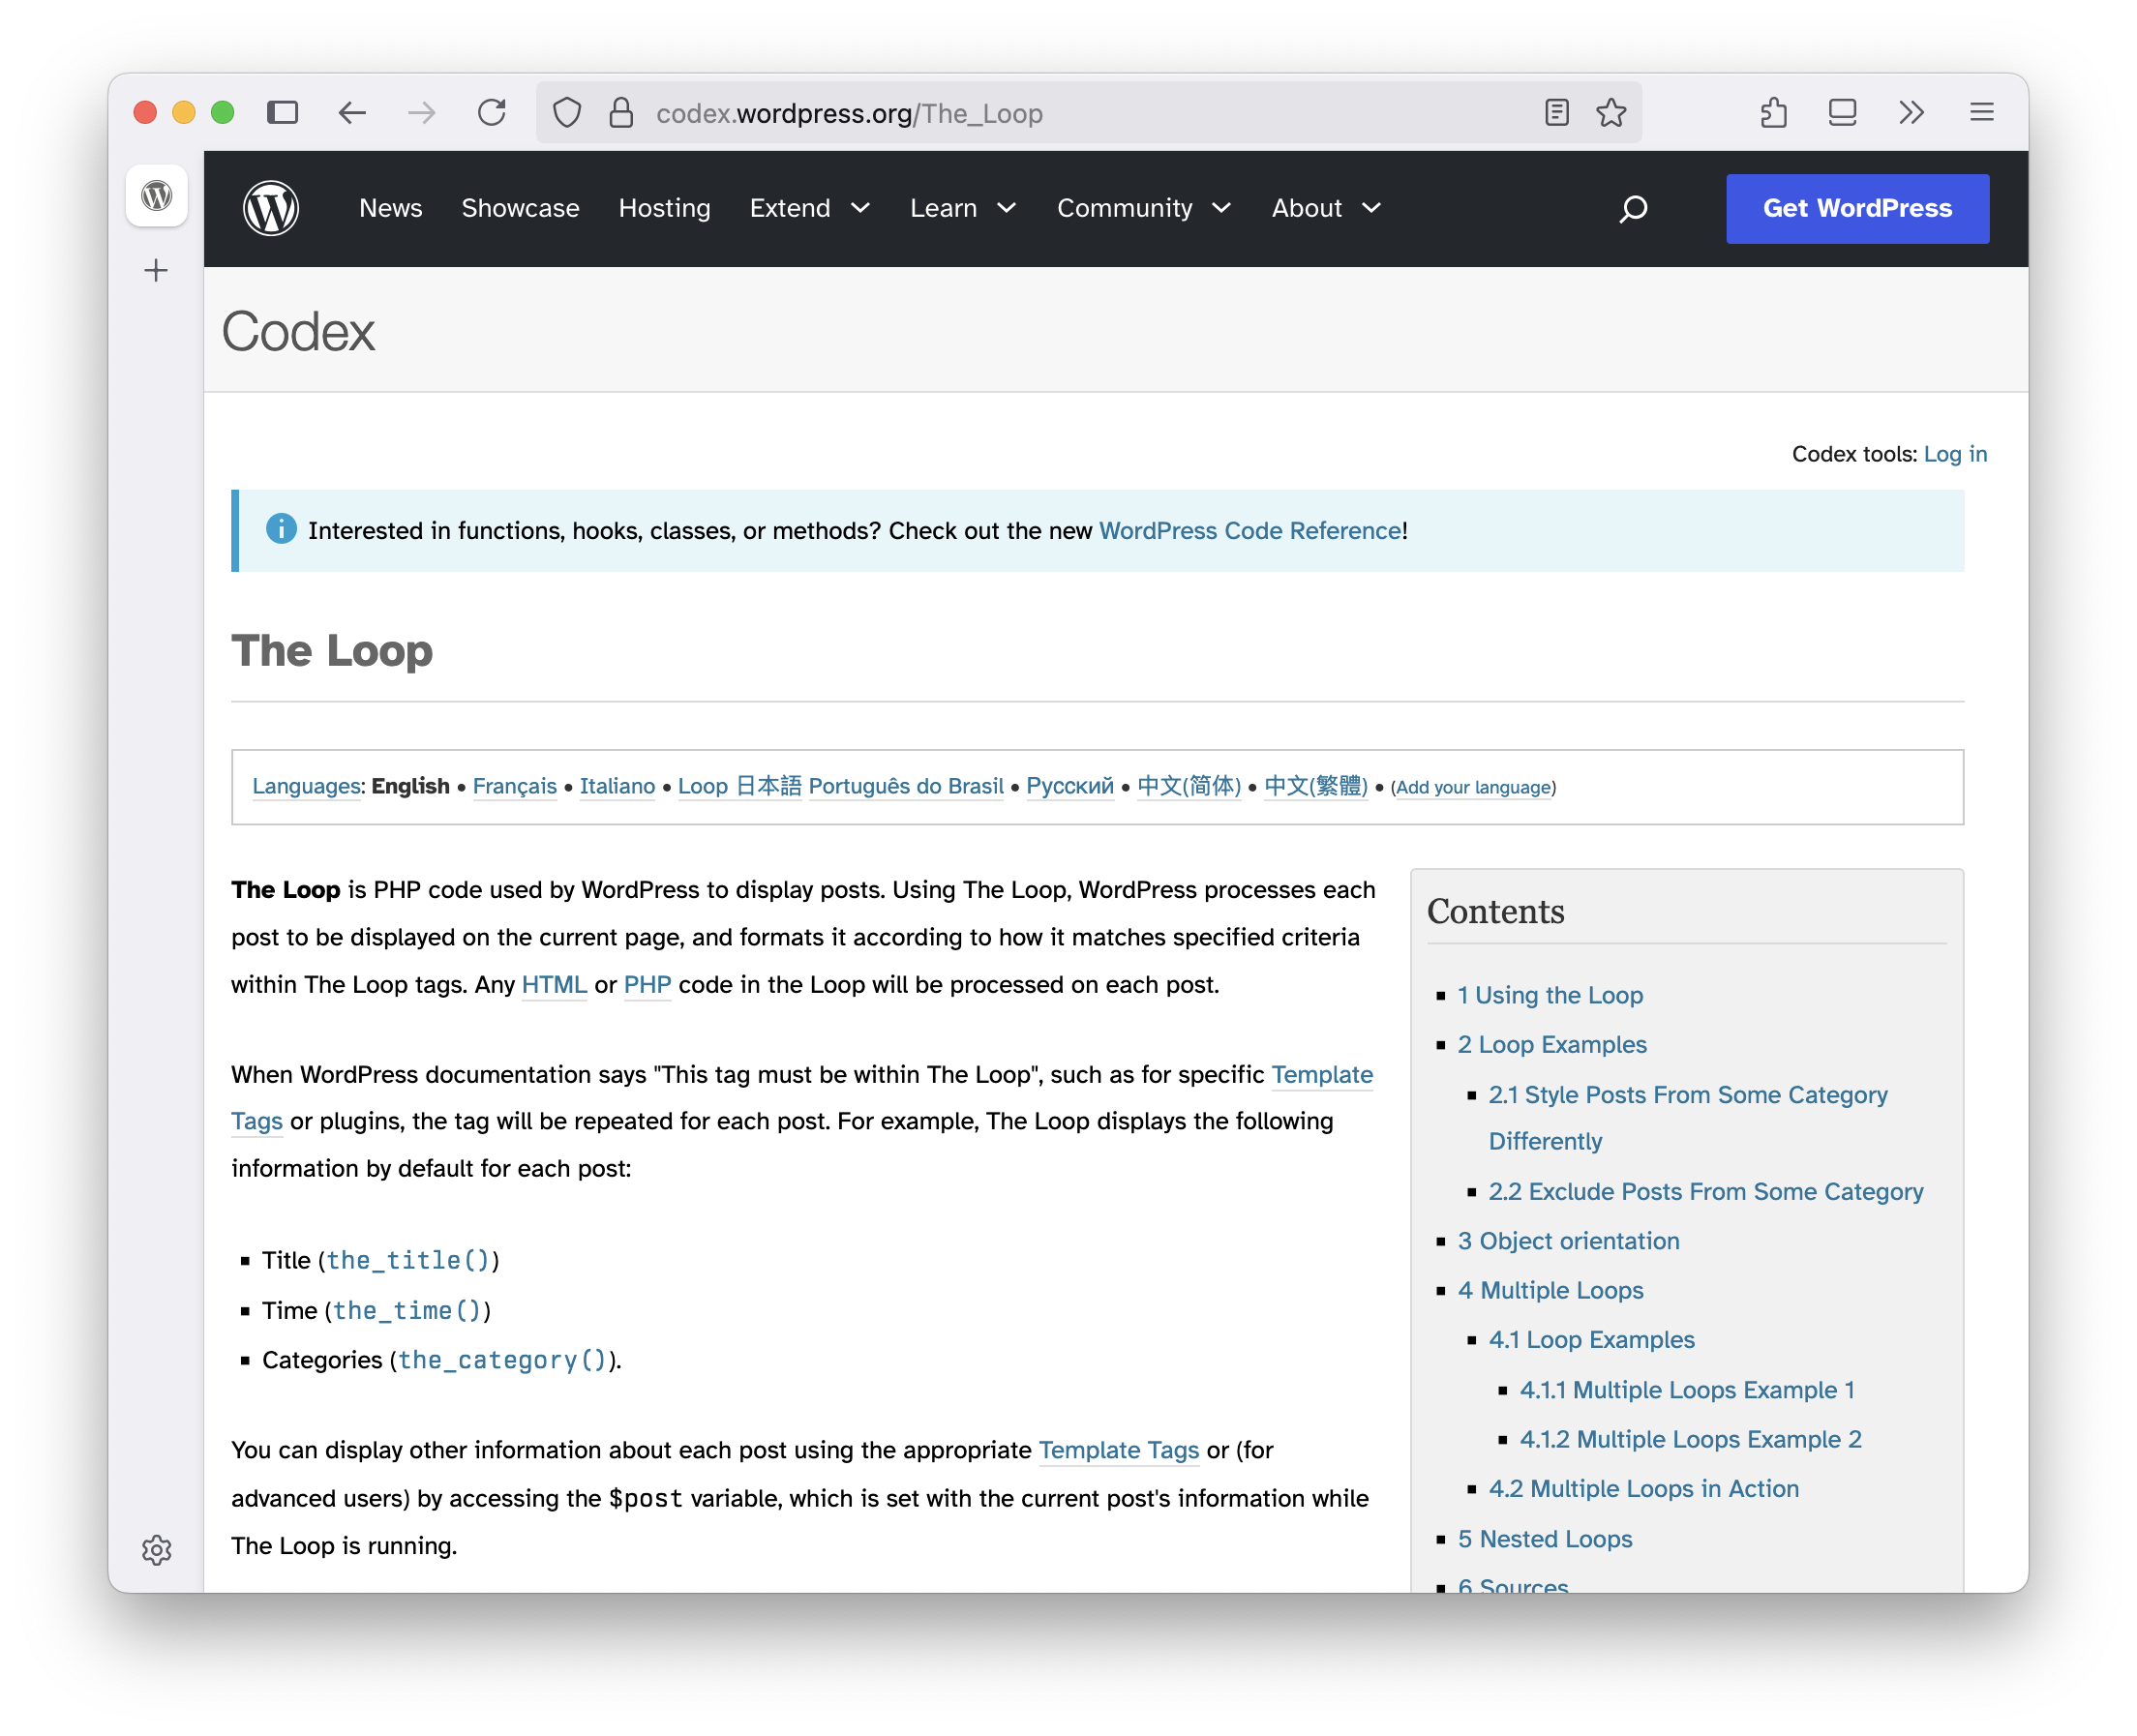 codex.wordpress.org/The_Loop
News Showcase Hosting Extend Learn Community About Get WordPress
Codex
Codex tools: Log in
Interested in functions, hooks, classes, or methods? Check out the new WordPress Code Reference!
The Loop
Languages: English • Français • Italiano • Loop 日本語 Português do Brasil • Русский • 中文(简体) • 中文(繁體) • (Add your language)
The Loop is PHP code used by WordPress to display posts. Using The Loop, WordPress processes each
post to be displayed on the current page, and formats it according to how it matches specified criteria
within The Loop tags. Any HTML or PHP code in the Loop will be processed on each post.
When WordPress documentation says "This tag must be within The Loop", such as for specific Template
Tags or plugins, the tag will be repeated for each post. For example, The Loop displays the following
information by default for each post:
Title (the_title())
Time (the_time())
Categories (the_category()).
You can display other information about each post using the appropriate Template Tags or (for
advanced users) by accessing the $post variable, which is set with the current post's information while
The Loop is running.
Contents
1 Using the Loop
2 Loop Examples
2.1 Style Posts From Some Category
Differently
2.2 Exclude Posts From Some Category
3 Object orientation
4 Multiple Loops
4.1 Loop Examples
4.1.1 Multiple Loops Example 1
4.1.2 Multiple Loops Example 2
4.2 Multiple Loops in Action
5 Nested Loops
6 Sources